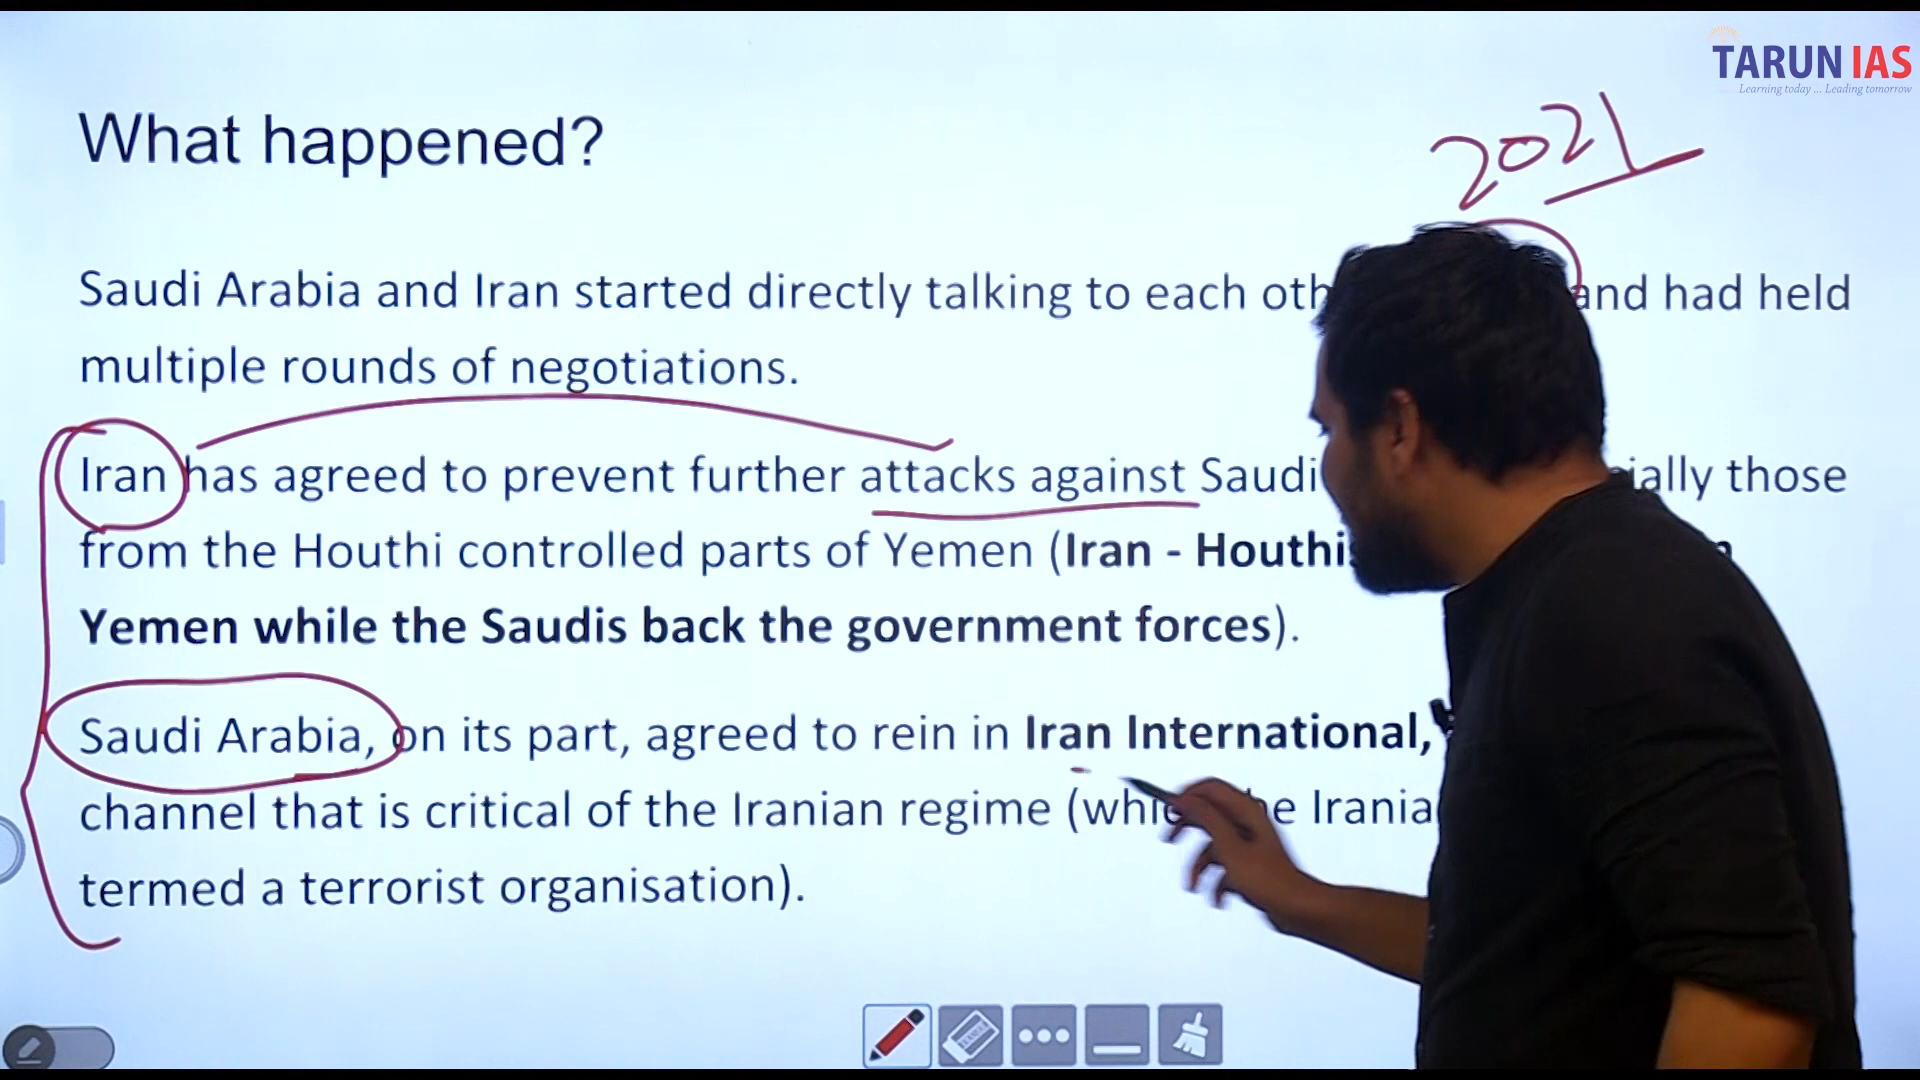 TARUN IAS
Learning today ... Leading tomorrow
2021
What happened?
Saudi Arabia and Iran started directly talking to each oth and had held
multiple rounds of negotiations.
Iran has agreed to prevent further attacks against Saudi ially those
from the Houthi controlled parts of Yemen (Iran - Houthi
Yemen while the Saudis back the government forces).
Saudi Arabia, on its part, agreed to rein in Iran International,
channel that is critical of the Iranian regime (whi e Irania
termed a terrorist organisation).